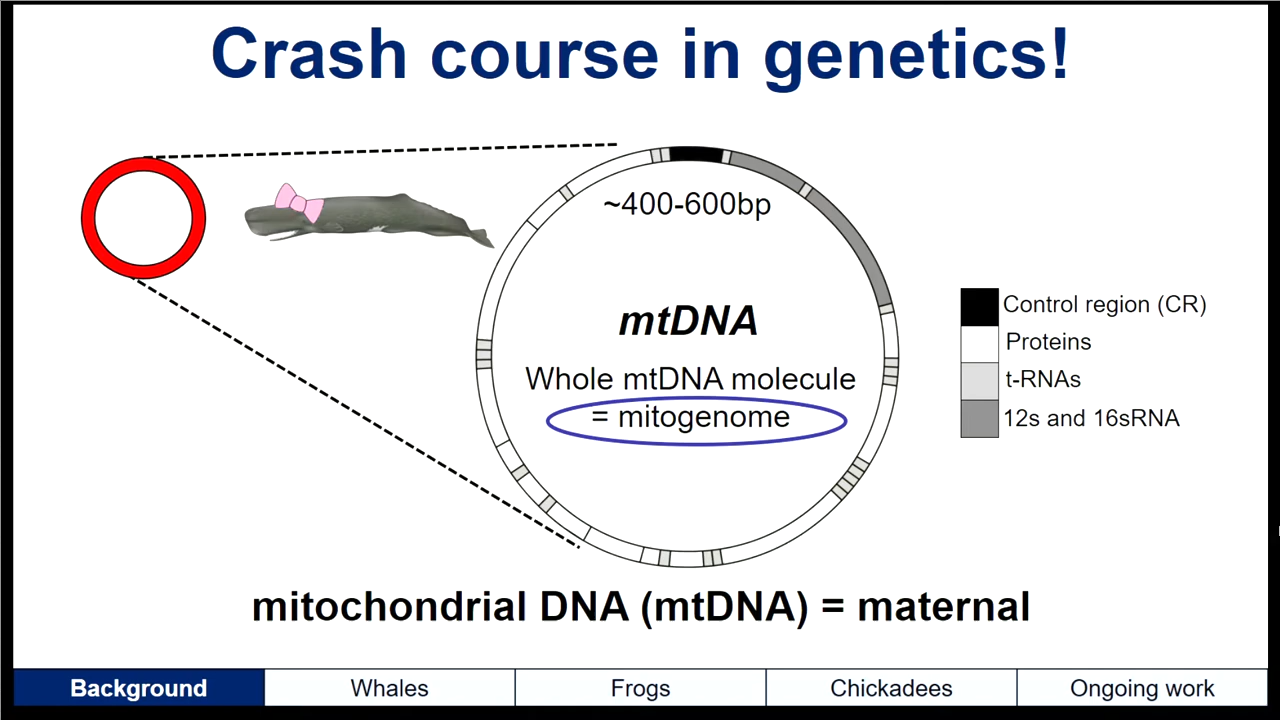 Crash course in genetics!
~400-600bp
mtDNA
Whole mtDNA molecule
= mitogenome
Control region (CR)
Proteins
t-RNAs
12s and 16sRNA
mitochondrial DNA (mtDNA) = maternal
Background
Whales
Frogs
Chickadees
Ongoing work